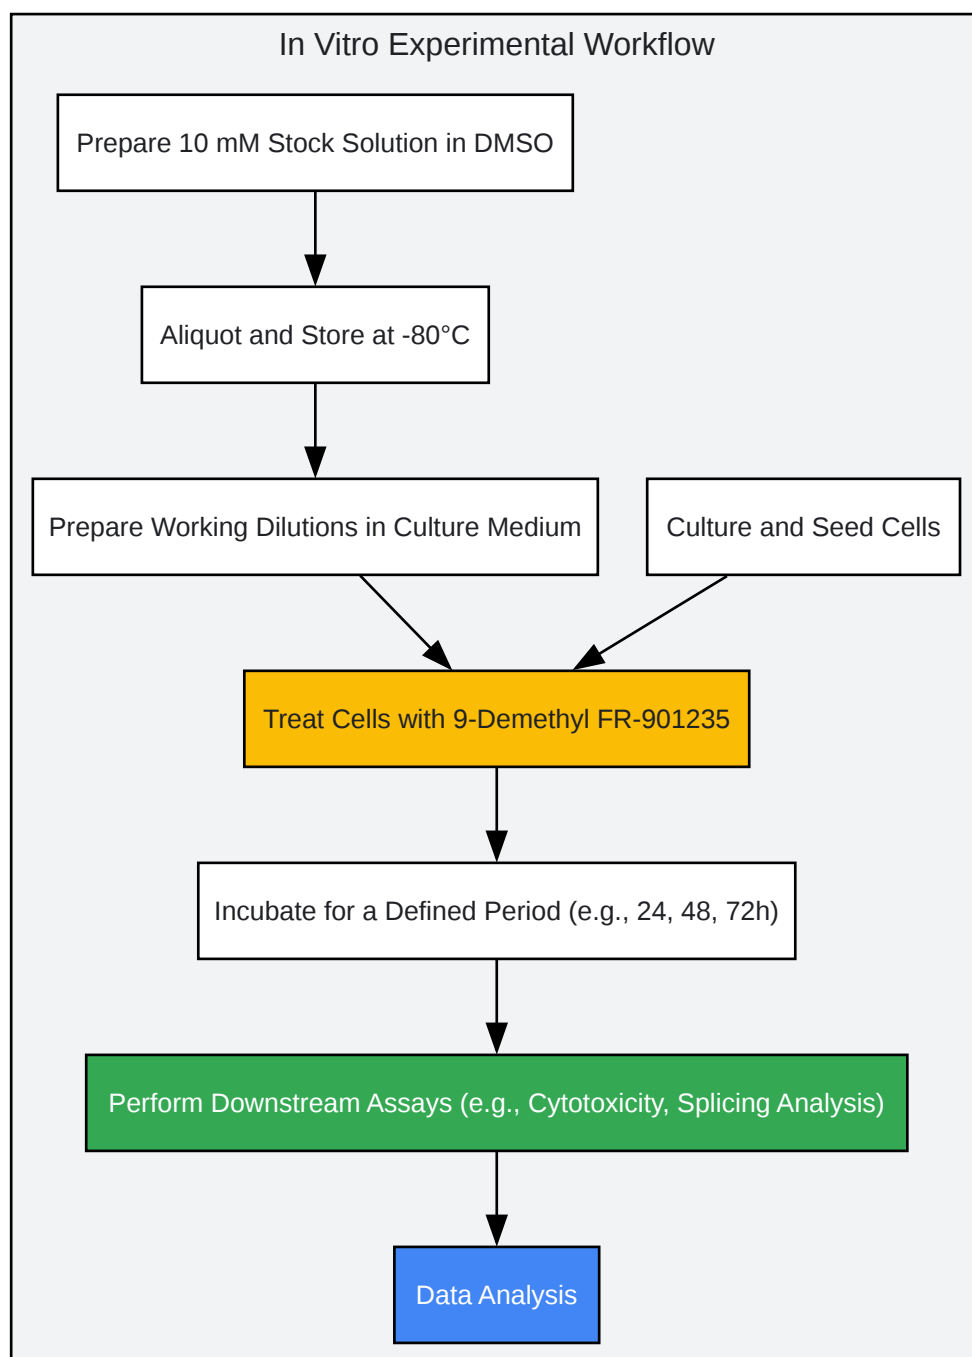 In Vitro Experimental Workflow
Prepare 10 mM Stock Solution in DMSO
Aliquot and Store at -80°C
Prepare Working Dilutions in Culture Medium
Culture and Seed Cells
Treat Cells with 9-Demethyl FR-901235
Incubate for a Defined Period (e.g., 24, 48, 72h)
Perform Downstream Assays (e.g., Cytotoxicity, Splicing Analysis)
Data Analysis